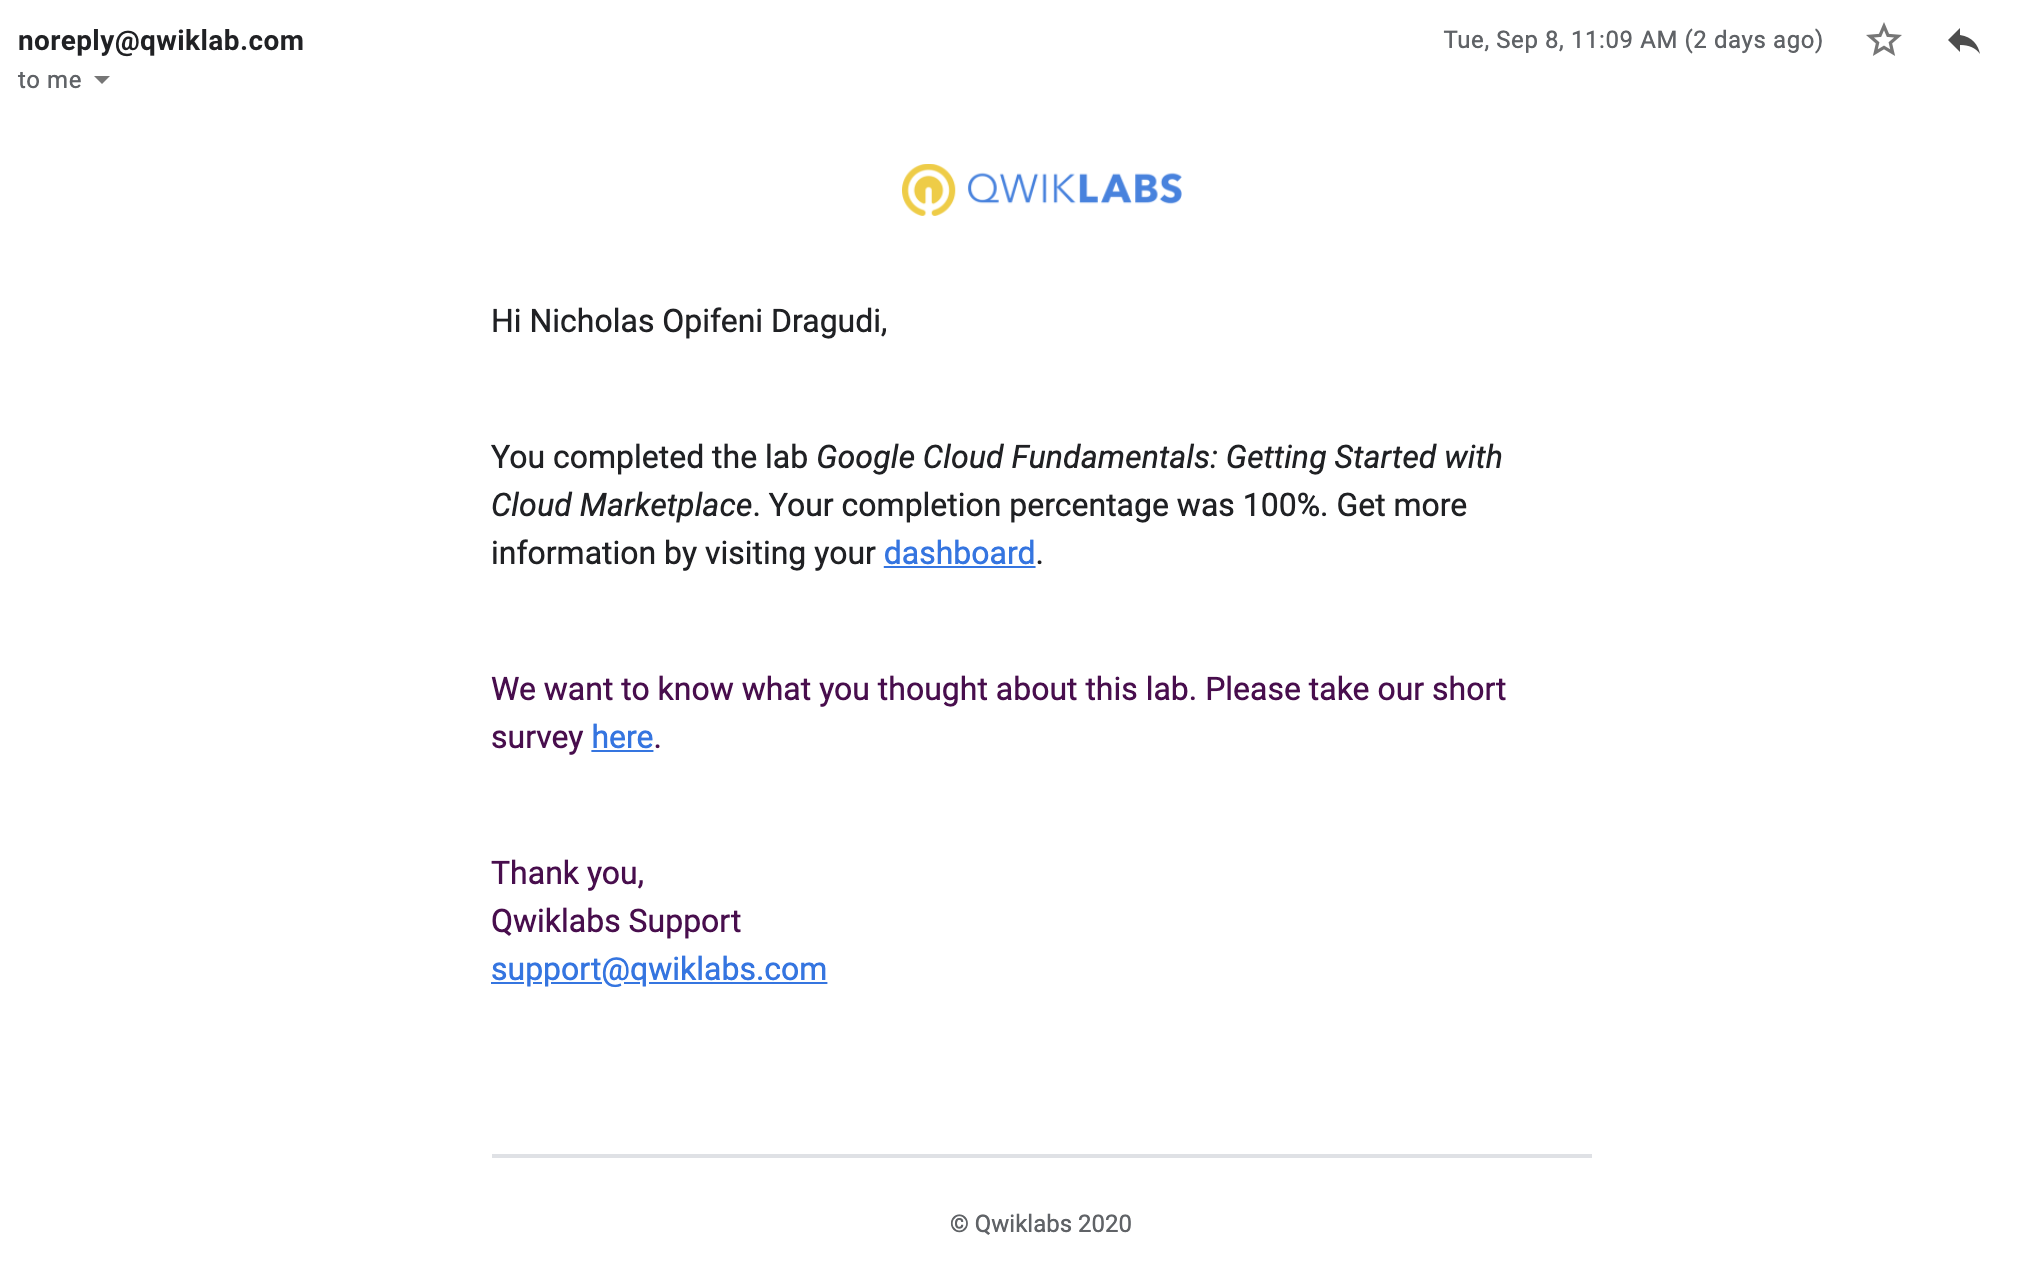 noreply@qwiklab.com
Tue, Sep 8, 11:09 AM (2 days ago)
to me
QWIKLABS
Hi Nicholas Opifeni Dragudi,
You completed the lab Google Cloud Fundamentals: Getting Started with
Cloud Marketplace. Your completion percentage was 100%. Get more
information by visiting your dashboard.
We want to know what you thought about this lab. Please take our short
survey here.
Thank you,
Qwiklabs Support
support@qwiklabs.com
© Qwiklabs 2020